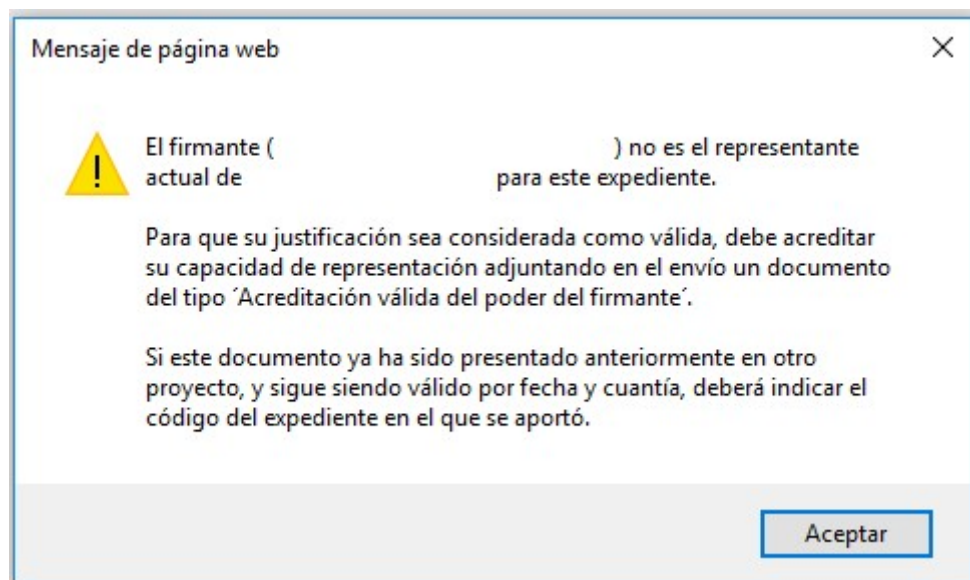 Mensaje de página web
El firmante ( ) no es el representante
actual de para este expediente.
Para que su justificación sea considerada como válida, debe acreditar
su capacidad de representación adjuntando en el envío un documento
del tipo ´Acreditación válida del poder del firmante´.
Si este documento ya ha sido presentado anteriormente en otro
proyecto, y sigue siendo válido por fecha y cuantía, deberá indicar el
código del expediente en el que se aportó.
Aceptar